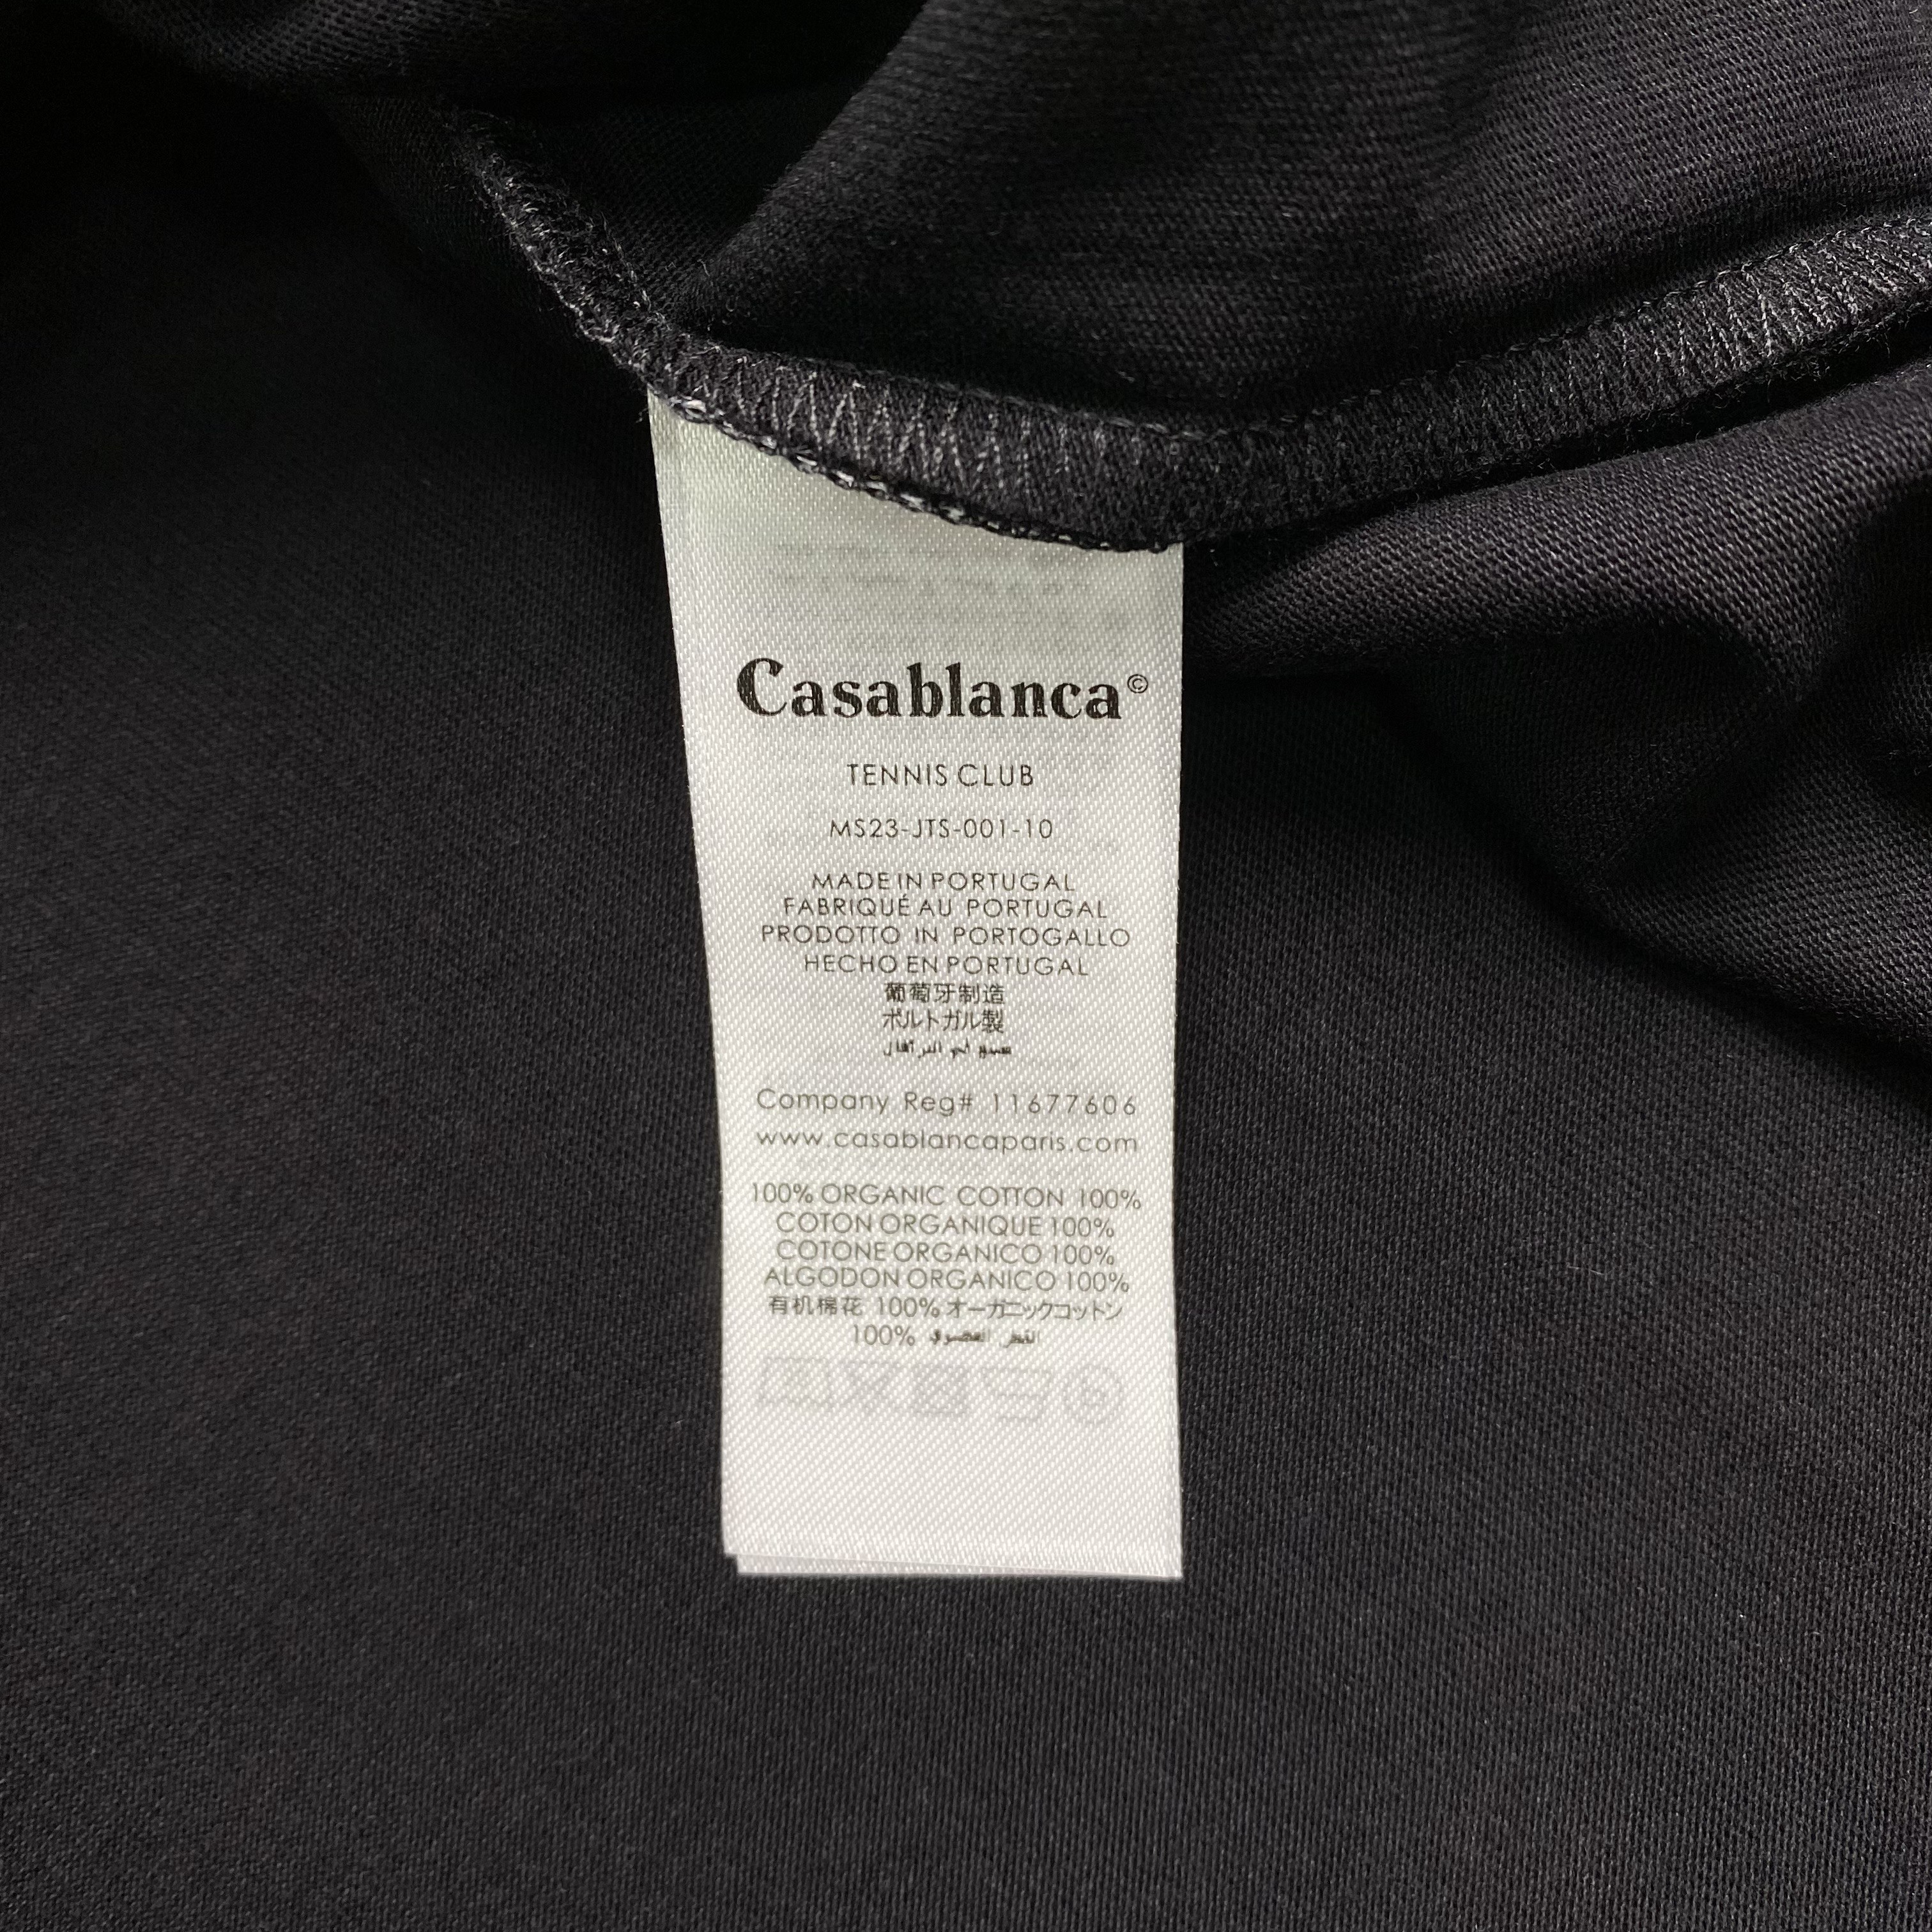 Casablanca©
TENNIS CLUB
MS23-JTS-001-10
MADE IN PORTUGAL
FABRIQUÉ AU PORTUGAL
PRODOTTO IN PORTOGALLO
HECHO EN PORTUGAL
葡萄牙制造
ポルトガル製
Company Reg# 11677606
www.casablancaparis.com
100% ORGANIC COTTON 100%
COTON ORGANIQUE 100%
COTONE ORGANICO 100%
ALGODON ORGANICO 100%
有机棉花 100% オーガニックコットン
100%